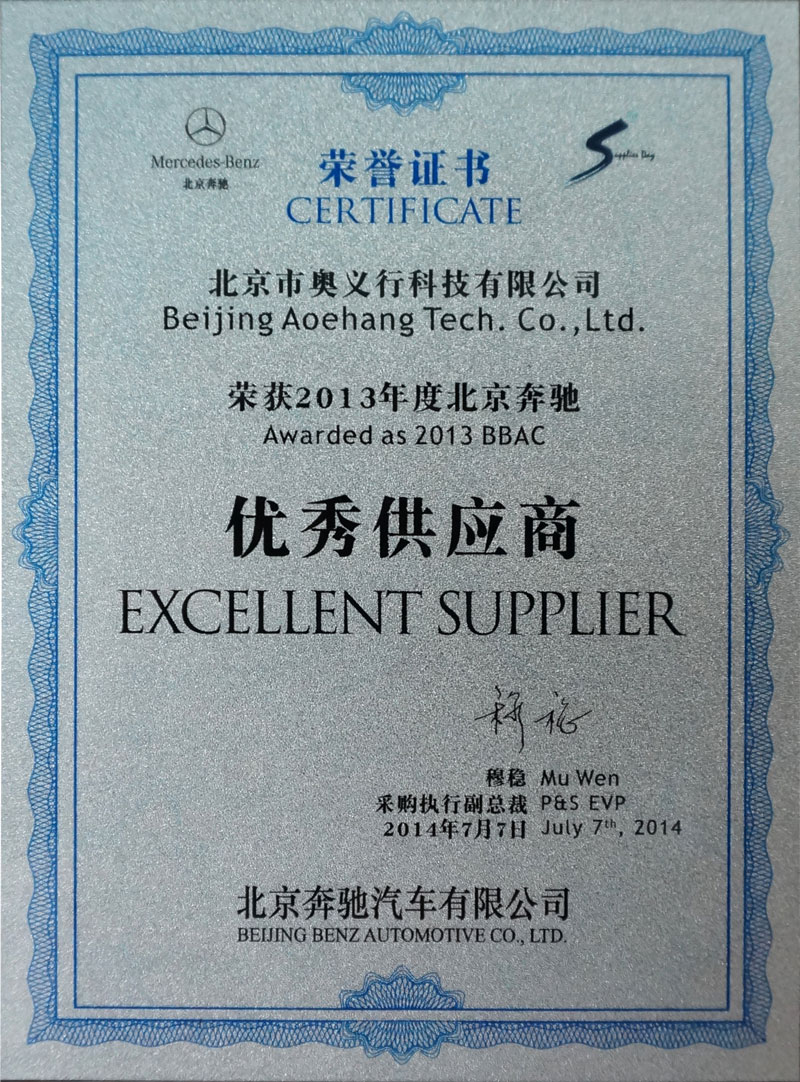 Mercedes-Benz
北京奔驰
Supplier Day
荣誉证书
CERTIFICATE
北京市奥义行科技有限公司
Beijing Aoehang Tech. Co.,Ltd.
荣获2013年度北京奔驰
Awarded as 2013 BBAC
优秀供应商
EXCELLENT SUPPLIER
穆稳
穆稳 Mu Wen
采购执行副总裁 P&S EVP
2014年7月7日 July 7th, 2014
北京奔驰汽车有限公司
BEIJING BENZ AUTOMOTIVE CO., LTD.